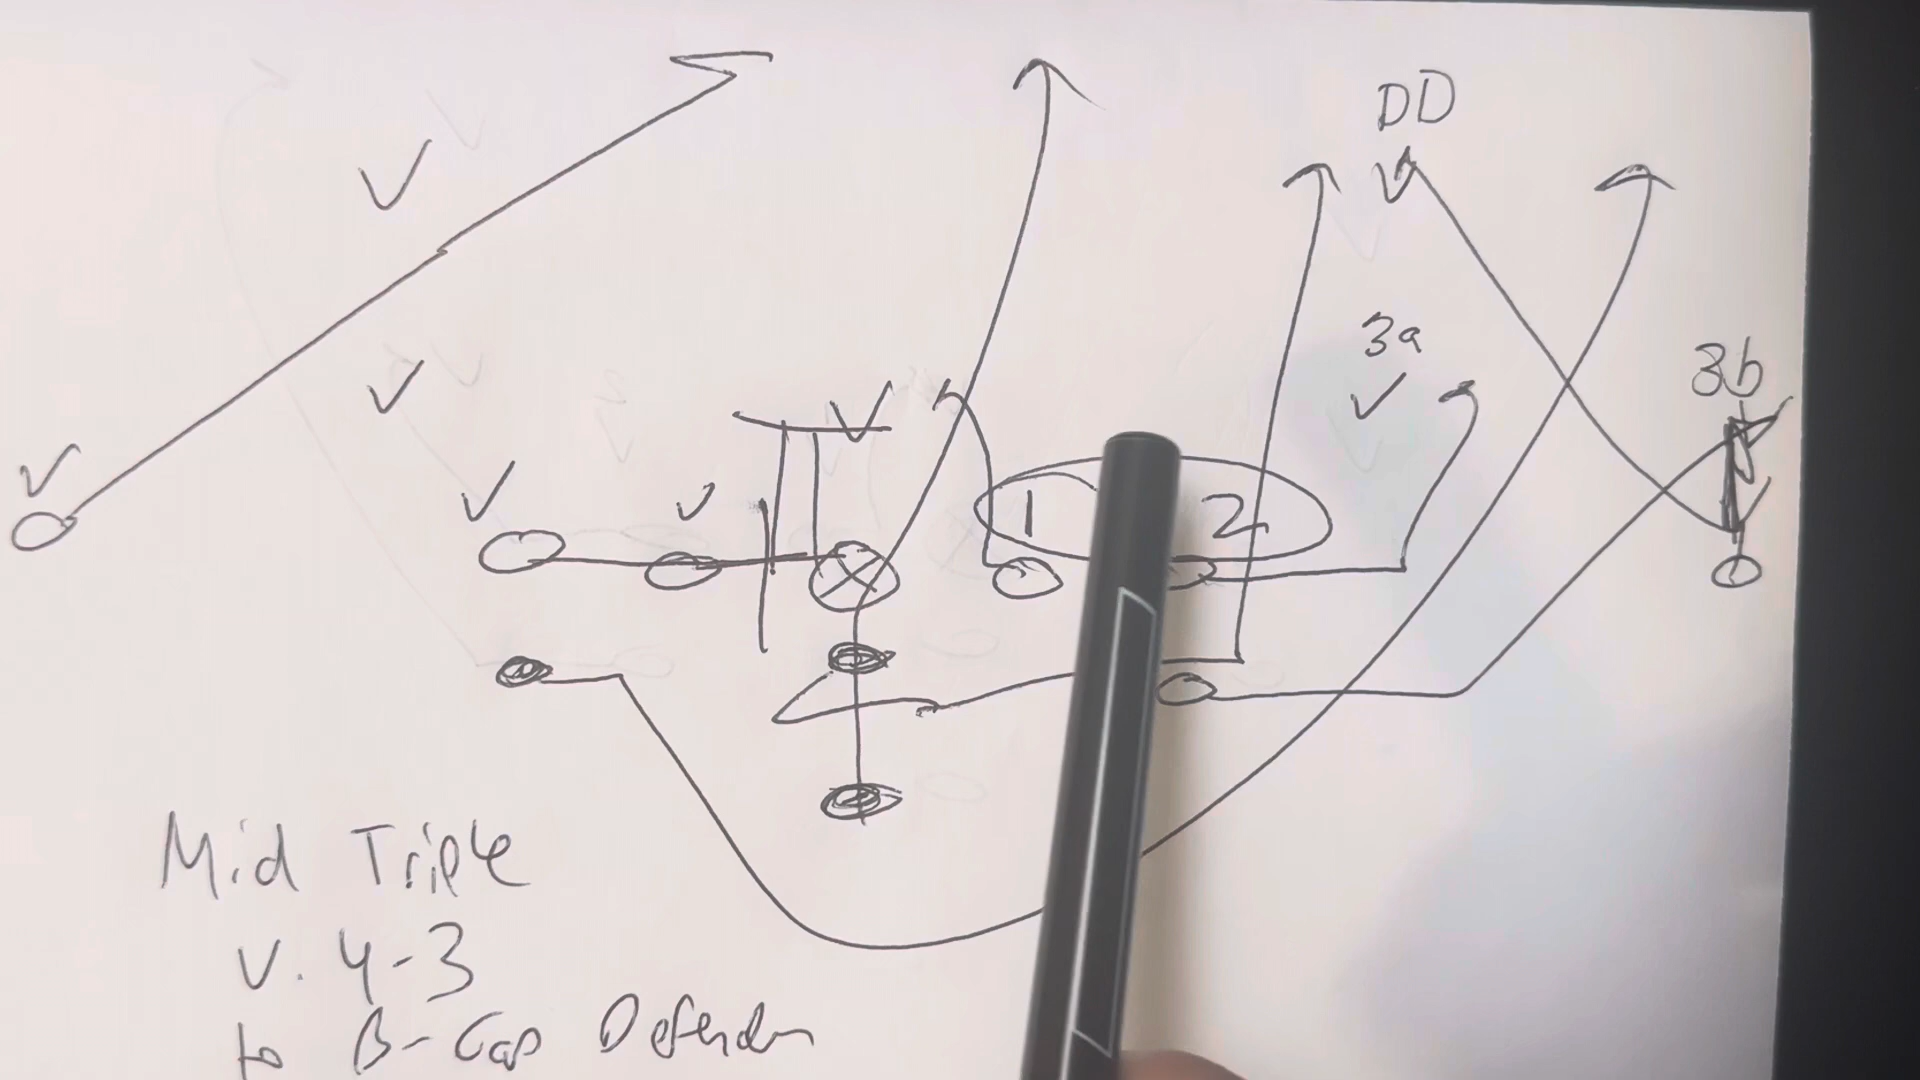 DD
3a
3b
1 2
Mid Triple
v. 4-3
to B-Gap Defender